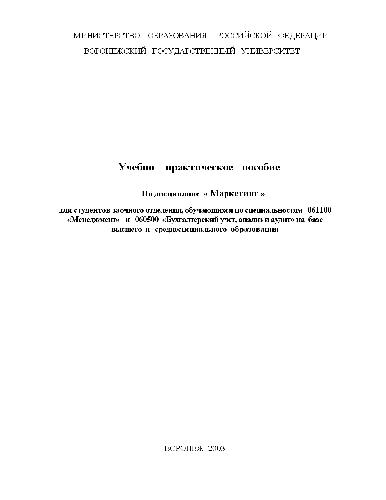 МИНИСТЕРСТВО ОБРАЗОВАНИЯ РОССИЙСКОЙ ФЕДЕРАЦИИ
ВОРОНЕЖСКИЙ ГОСУДАРСТВЕННЫЙ УНИВЕРСИТЕТ
Учебно практическое пособие
По дисциплине « Маркетинг »
для студентов заочного отделения, обучающихся по специальностям 061100
«Менеджмент» и 060500 «Бухгалтерский учет, анализ и аудит» на базе
высшего и среднеспециального образования
ВОРОНЕЖ 2003